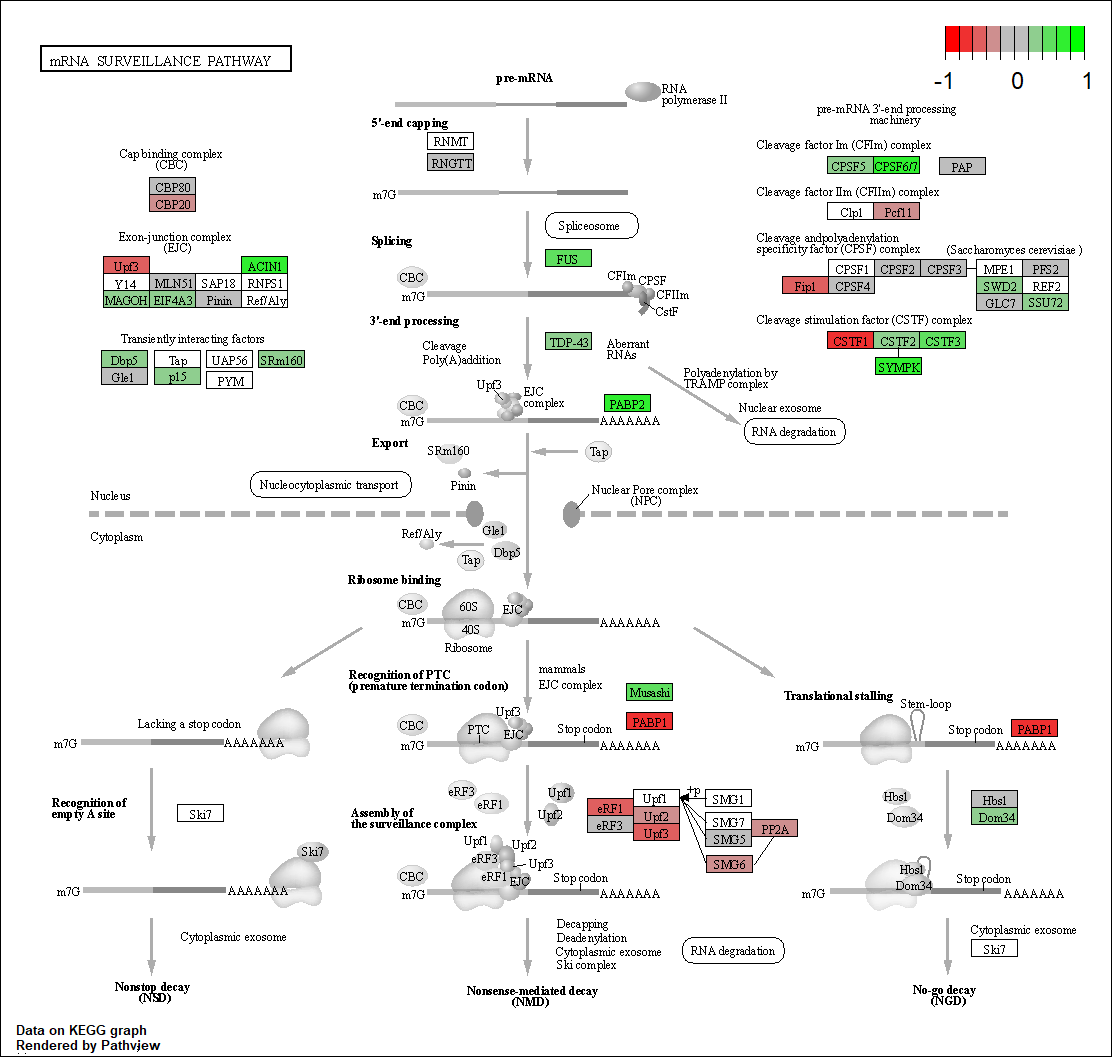 mRNA SURVEILLANCE PATHWAY
-1 0 1
pre-mRNA
RNA
polymerase II
5'-end capping
RNMT
RNGTT
m7G
Cap binding complex
(CBC)
CBP80
CBP20
Exon-junction complex
(EJC)
Upf3
ACIN1
Y14 MLN51 SAP18 RNPS1
MAGOH EIF4A3 Pinin Ref/Aly
Transiently interacting factors
Dbp5 Tap UAP56 SRm160
Gle1 p15 PYM
pre-mRNA 3'-end processing
machinery
Cleavage factor Im (CFIm) complex
CPSF5 CPSF6/7 PAP
Cleavage factor IIm (CFIIm) complex
Clp1 Pcf11
Cleavage andpolyadenylation
specificity factor (CPSF) complex
(Saccharomyces cerevisiae )
CPSF1 CPSF2 CPSF3 MPE1 PFS2
Fip1 CPSF4 SWD2 REF2
GLC7 SSU72
Cleavage stimulation factor (CSTF) complex
CSTF1 CSTF2 CSTF3
SYMPK
Spliceosome
Splicing
FUS
CBC
m7G
CFIm
CPSF
CFIIm
CstF
3'-end processing
Cleavage
Poly(A)addition
TDP-43
Aberrant
RNAs
Polyadenylation by
TRAMP complex
Nuclear exosome
RNA degradation
Upf3
EJC
complex
PABP2
CBC
m7G
AAAAAAA
Export
SRm160
Tap
Pinin
Nucleocytoplasmic transport
Nucleus
Nuclear Pore complex
(NPC)
Cytoplasm
Ref/Aly
Gle1
Dbp5
Tap
Ribosome binding
CBC
m7G
60S
40S
EJC
AAAAAAA
Ribosome
Recognition of PTC
(premature termination codon)
mammals
EJC complex
Musashi
PABP1
CBC
m7G
PTC
Upf3
EJC
Stop codon
AAAAAAA
Lacking a stop codon
m7G
AAAAAAA
Recognition of
empty A site
Ski7
Ski7
m7G
AAAAAAA
Cytoplasmic exosome
Nonstop decay
(NSD)
eRF3
eRF1
Upf1
Upf2
Assembly of
the surveillance complex
eRF1
eRF3
Upf1
Upf2
Upf3
+p
SMG1
SMG7
SMG5
PP2A
SMG6
Upf1
Upf2
eRF3
Upf3
eRF1
EJC
CBC
m7G
Stop codon
AAAAAAA
Decapping
Deadenylation
Cytoplasmic exosome
Ski complex
RNA degradation
Nonsense-mediated decay
(NMD)
Translational stalling
Stem-loop
m7G
Stop codon
AAAAAAA
PABP1
Hbs1
Dom34
Hbs1
Dom34
Hbs1
Dom34
m7G
Stop codon
AAAAAAA
Cytoplasmic exosome
Ski7
No-go decay
(NGD)
Data on KEGG graph
Rendered by Pathview